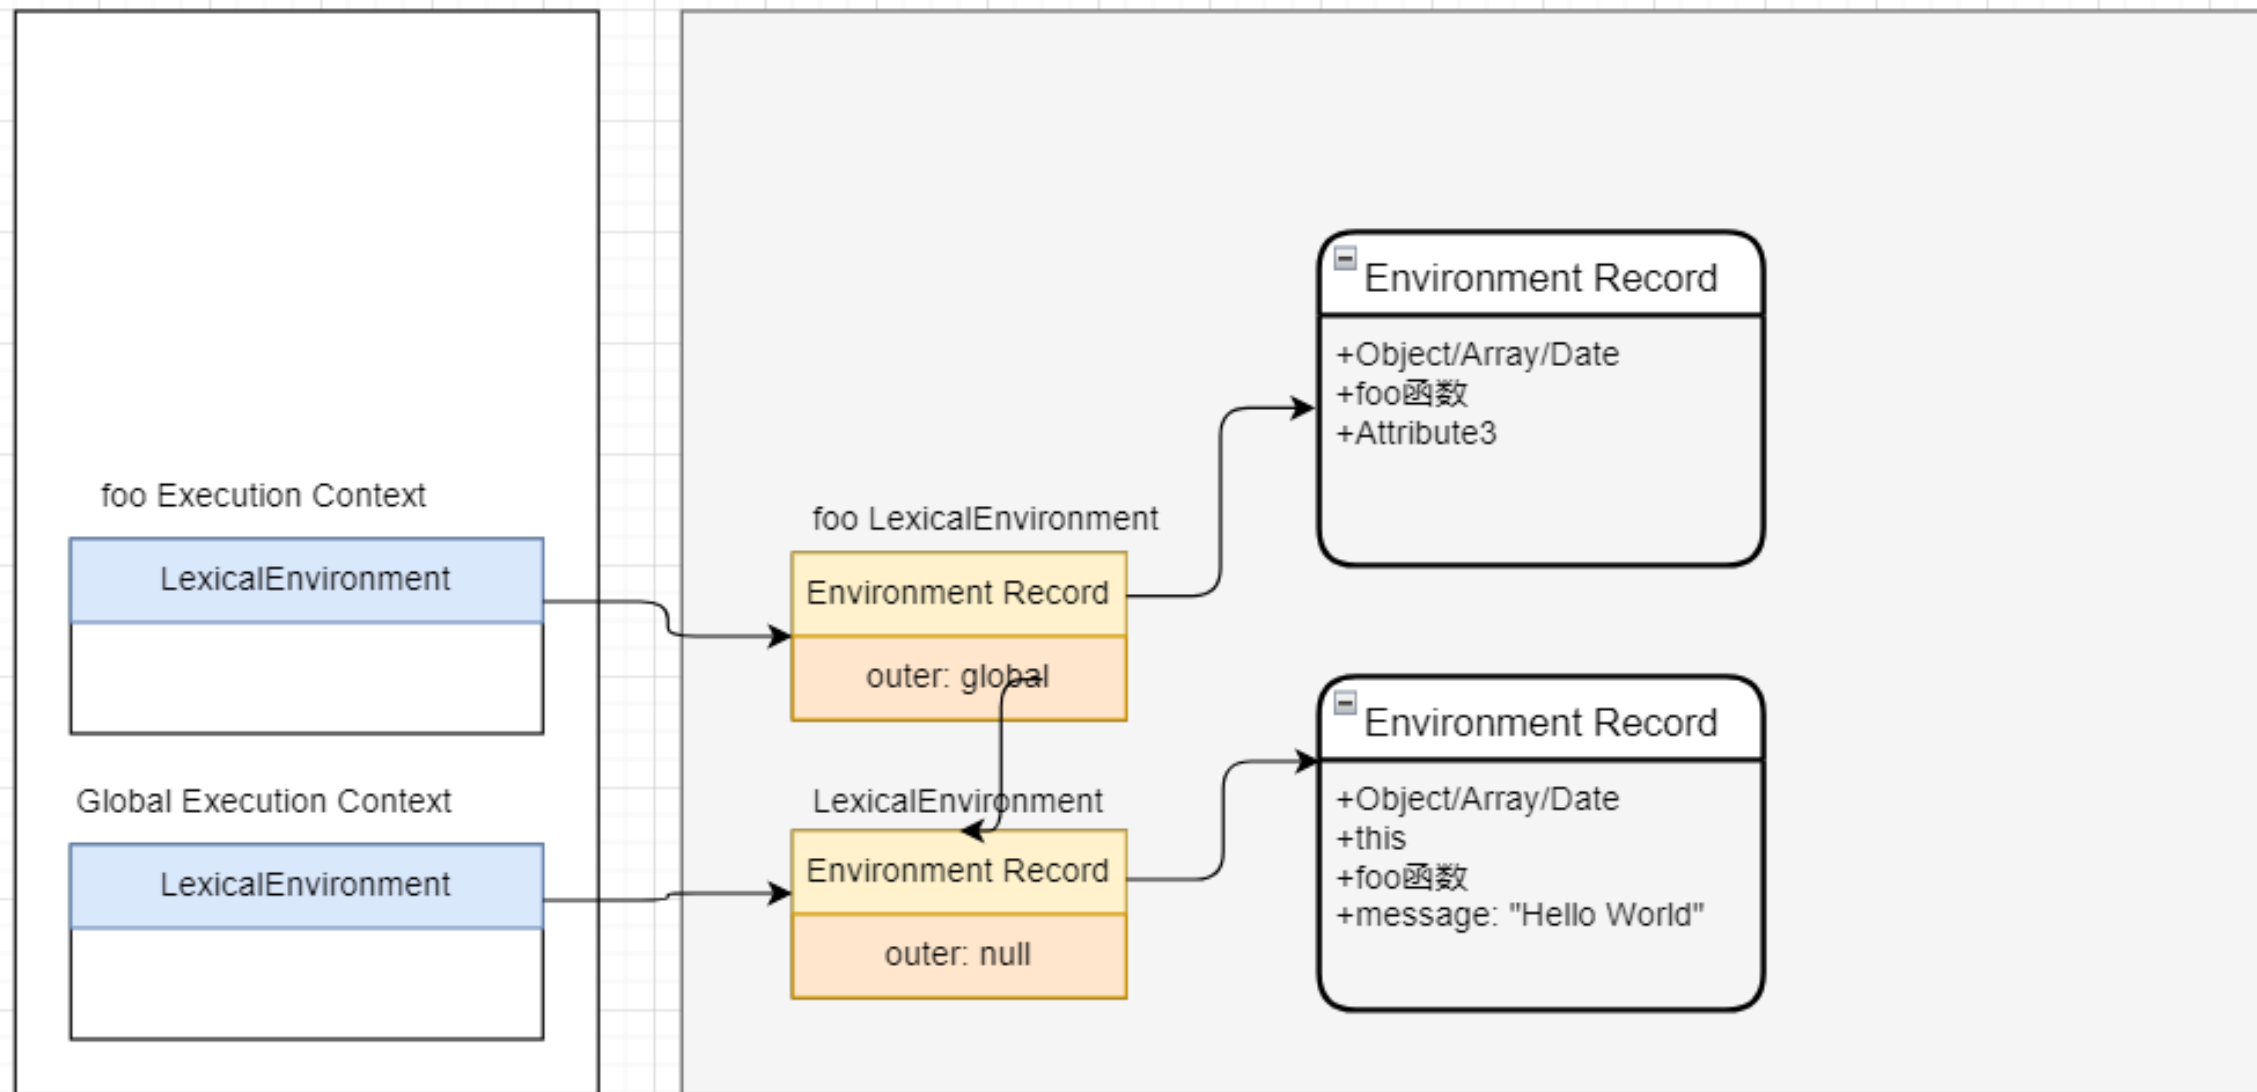 foo Execution Context
LexicalEnvironment
Global Execution Context
LexicalEnvironment
foo LexicalEnvironment
Environment Record
outer: global
LexicalEnvironment
Environment Record
outer: null
Environment Record
+Object/Array/Date
+foo函数
+Attribute3
Environment Record
+Object/Array/Date
+this
+foo函数
+message: "Hello World"